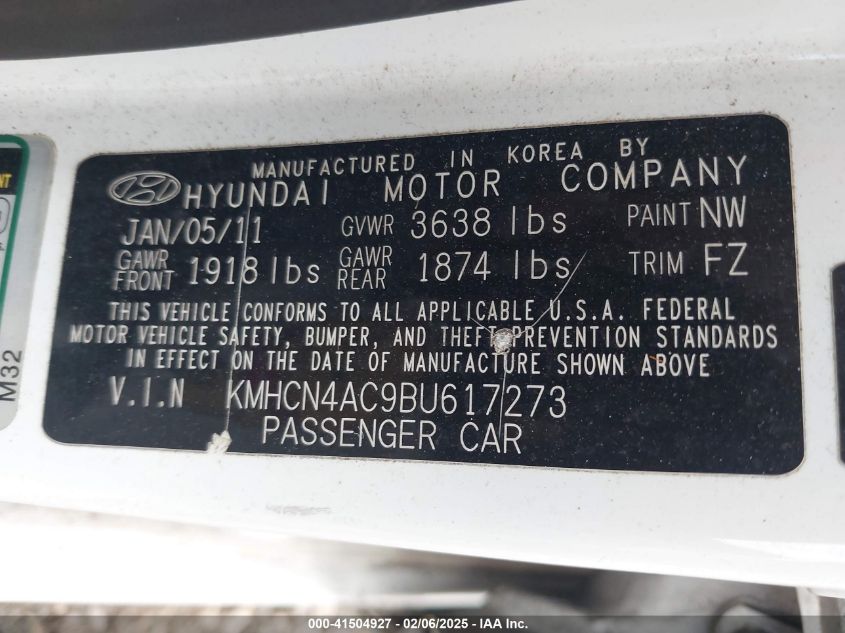 MANUFACTURED IN KOREA BY
HYUNDAI MOTOR COMPANY
JAN/05/11 GVWR 3638 lbs PAINT NW
GAWR FRONT 1918 lbs GAWR REAR 1874 lbs TRIM FZ
THIS VEHICLE CONFORMS TO ALL APPLICABLE U.S.A. FEDERAL
MOTOR VEHICLE SAFETY, BUMPER, AND THEFT PREVENTION STANDARDS
IN EFFECT ON THE DATE OF MANUFACTURE SHOWN ABOVE
V.I.N KMHCN4AC9BU617273
PASSENGER CAR
M32
000-41504927 - 02/06/2025 - IAA Inc.